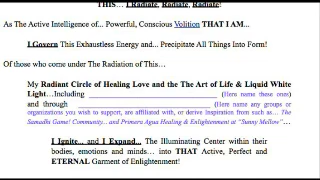 THIS… I Radiate, Radiate, Radiate!
As The Active Intelligence of... Powerful, Conscious Volition THAT I AM...
I Govern This Exhaustless Energy and... Precipitate All Things Into Form!
Of those who come under The Radiation of This…
My Radiant Circle of Healing Love and the The Art of Life & Liquid White
Light…Including (Hera name these ones)
and through (Hera name any groups or
organizations you wish to support, are affiliated with, or derive Inspiration from such as… The
Samadhi Game! Community... and Primera Agua Healing & Enlightenment at “Sunny Mellow”…
I Ignite... and I Expand... The Illuminating Center within their
bodies, emotions and minds… into THAT Active, Perfect and
ETERNAL Garment of Enlightenment!